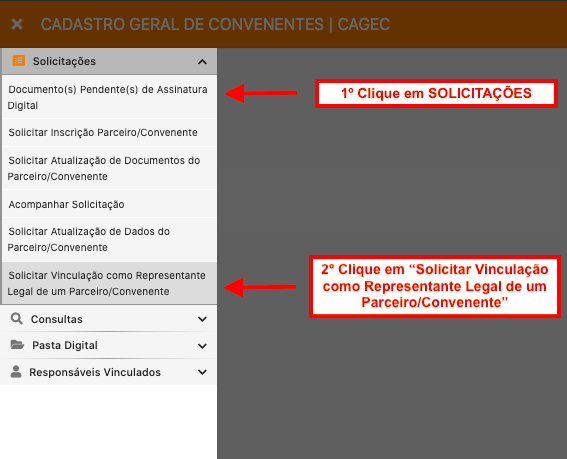 CADASTRO GERAL DE CONVENENTES | CAGEC
Solicitações
Documento(s) Pendente(s) de Assinatura
Digital
Solicitar Inscrição Parceiro/Convenente
Solicitar Atualização de Documentos do
Parceiro/Convenente
Acompanhar Solicitação
Solicitar Atualização de Dados do
Parceiro/Convenente
Solicitar Vinculação como Representante
Legal de um Parceiro/Convenente
Consultas
Pasta Digital
Responsáveis Vinculados
1º Clique em SOLICITAÇÕES
2º Clique em “Solicitar Vinculação
como Representante Legal de um
Parceiro/Convenente”